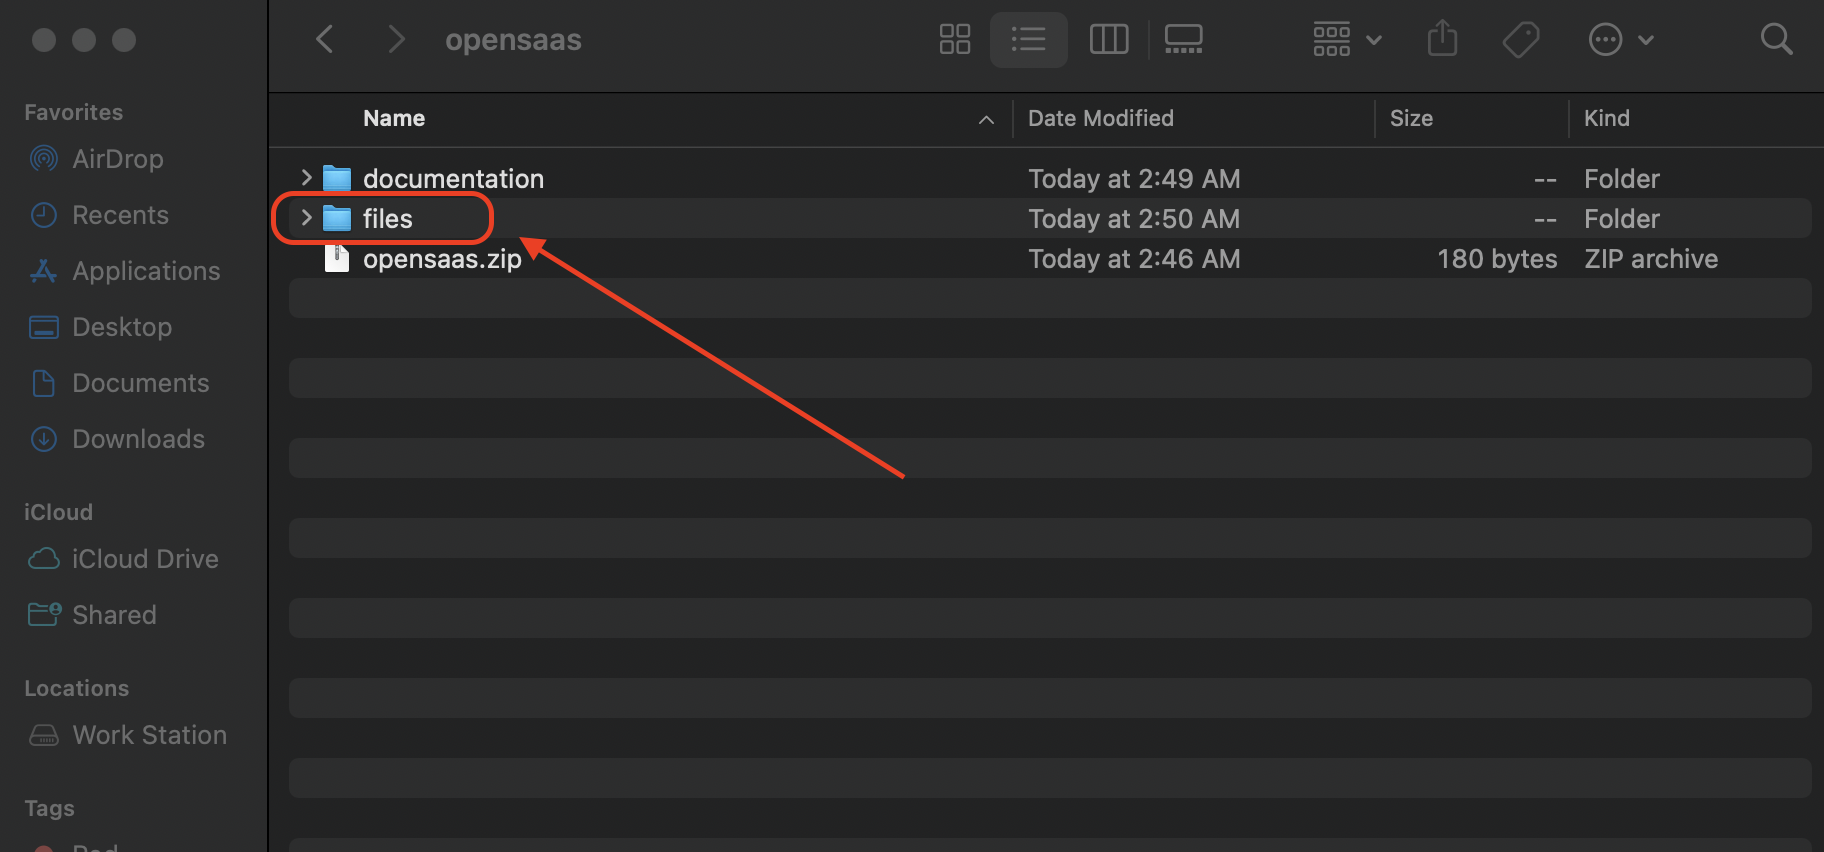 opensaas
Favorites
AirDrop
Recents
Applications
Desktop
Documents
Downloads
iCloud
iCloud Drive
Shared
Locations
Work Station
Tags
Red
Name Date Modified Size Kind
documentation Today at 2:49 AM -- Folder
files Today at 2:50 AM -- Folder
opensaas.zip Today at 2:46 AM 180 bytes ZIP archive